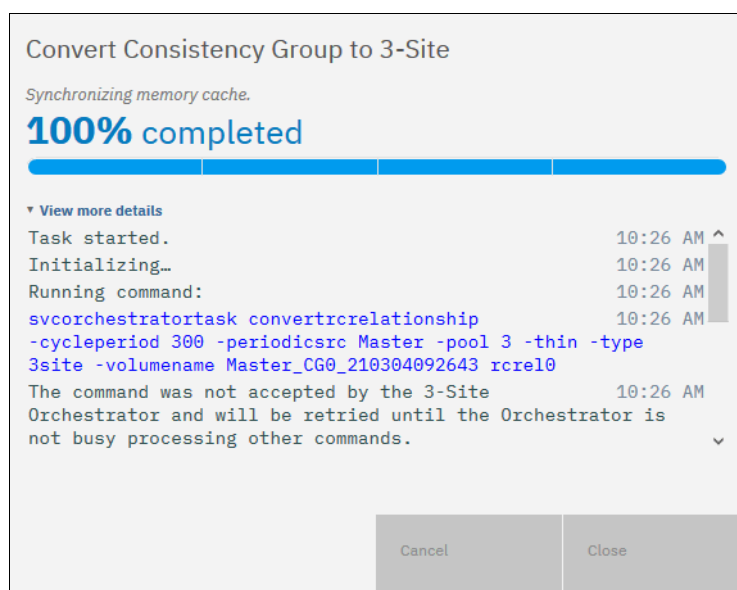 Convert Consistency Group to 3-Site
Synchronizing memory cache.
100% completed
View more details
Task started. 10:26 AM
Initializing… 10:26 AM
Running command: 10:26 AM
svcorchestratortask convertrcrelationship 10:26 AM
-cycleperiod 300 -periodicsrc Master -pool 3 -thin -type
3site -volumename Master_CG0_210304092643 rcrel0
The command was not accepted by the 3-Site 10:26 AM
Orchestrator and will be retried until the Orchestrator is
not busy processing other commands.
Cancel Close